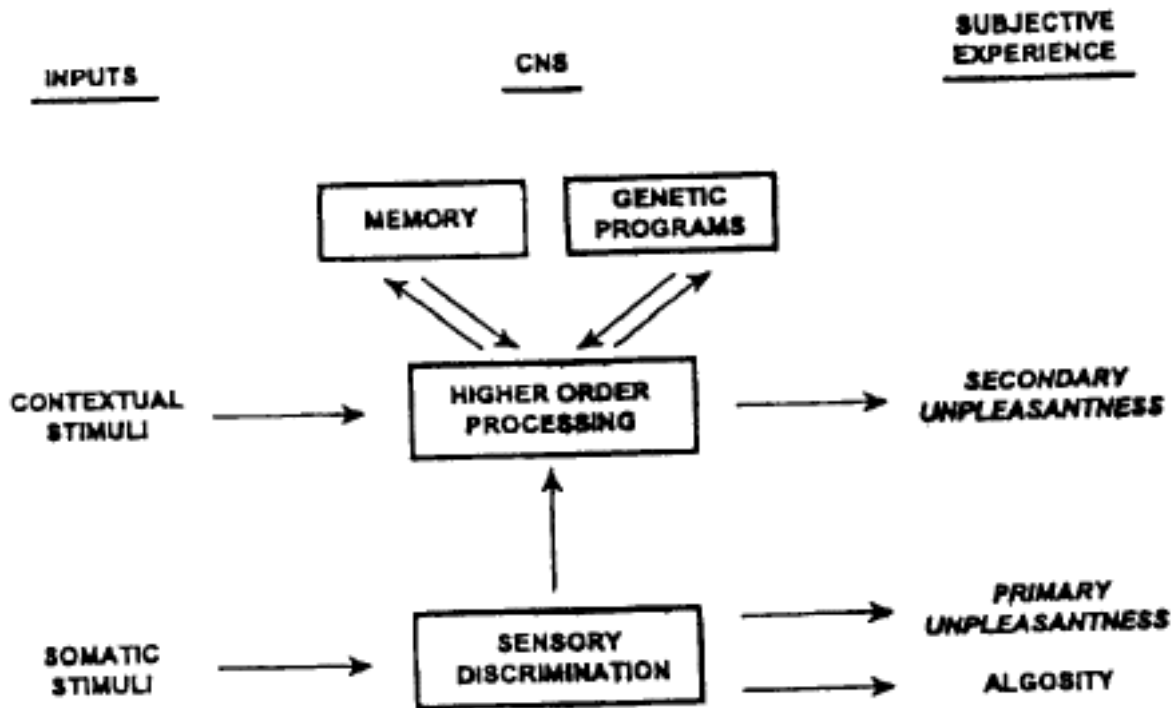 SUBJECTIVE
EXPERIENCE
INPUTS
CNS
MEMORY
GENETIC
PROGRAMS
CONTEXTUAL
STIMULI
HIGHER ORDER
PROCESSING
SECONDARY
UNPLEASANTNESS
SOMATIC
STIMULI
SENSORY
DISCRIMINATION
PRIMARY
UNPLEASANTNESS
ALGOSITY